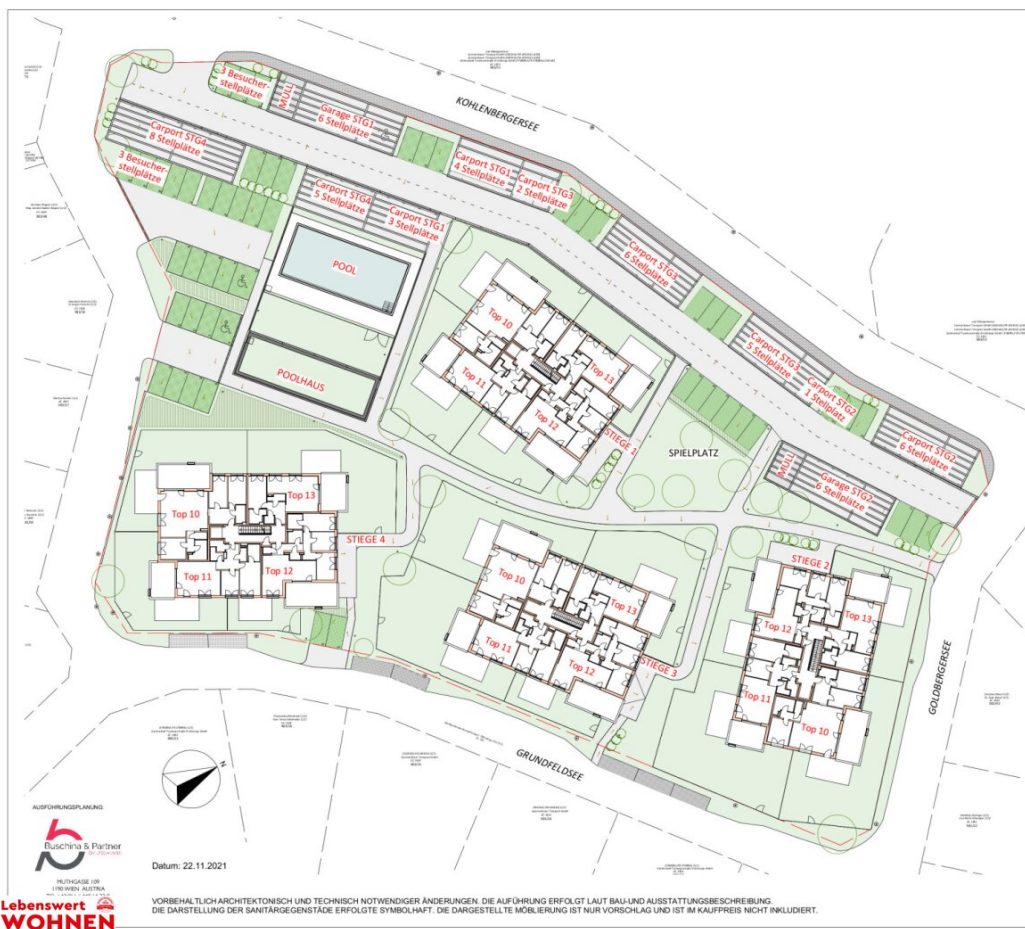 KOHLENBERGERSEE
3 Besucher-
stellplätze
MÜLL
Garage STG1
6 Stellplätze
Carport STG4
8 Stellplätze
3 Besucher-
stellplätze
Carport STG1
4 Stellplätze
Carport STG3
2 Stellplätze
Carport STG4
5 Stellplätze
Carport STG1
3 Stellplätze
Carport STG3
6 Stellplätze
POOL
POOLHAUS
Top 10
Top 13
Top 11
Top 12
STIEGE 1
Carport STG3
5 Stellplätze
Carport STG2
1 Stellplatz
Carport STG2
6 Stellplätze
SPIELPLATZ
MÜLL
Garage STG2
6 Stellplätze
Top 13
Top 10
Top 11
Top 12
STIEGE 4
Top 10
Top 13
Top 11
Top 12
STIEGE 3
STIEGE 2
Top 13
Top 12
Top 11
Top 10
GOLDBERGERSEE
GRUNDFELDSEE
N
AUSFÜHRUNGSPLANUNG:
Buschina & Partner
MUTHGASSE 109
1190 WIEN AUSTRIA
Datum: 22.11.2021
Lebenswert
WOHNEN
VORBEHALTLICH ARCHITEKTONISCH UND TECHNISCH NOTWENDIGER ÄNDERUNGEN. DIE AUFÜHRUNG ERFOLGT LAUT BAU-UND AUSSTATTUNGSBESCHREIBUNG.
DIE DARSTELLUNG DER SANITÄRGEGENSTÄDE ERFOLGTE SYMBOLHAFT. DIE DARGESTELLTE MÖBLIERUNG IST NUR VORSCHLAG UND IST IM KAUFPREIS NICHT INKLUDIERT.